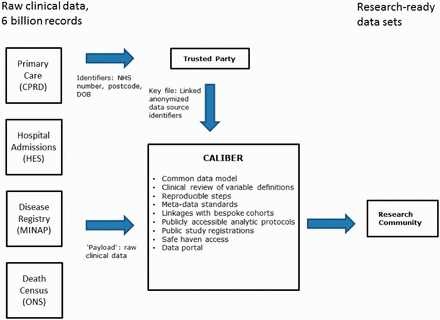 Raw clinical data,
6 billion records
Research-ready
data sets
Primary
Care
(CPRD)
Identifiers: NHS
number, postcode,
DOB
Trusted Party
Key file: Linked
anonymized
data source
identifiers
Hospital
Admissions
(HES)
CALIBER
• Common data model
• Clinical review of variable definitions
• Reproducible steps
• Meta-data standards
• Linkages with bespoke cohorts
• Publicly accessible analytic protocols
• Public study registrations
• Safe haven access
• Data portal
Disease
Registry
(MINAP)
'Payload': raw
clinical data
Research
Community
Death
Census
(ONS)